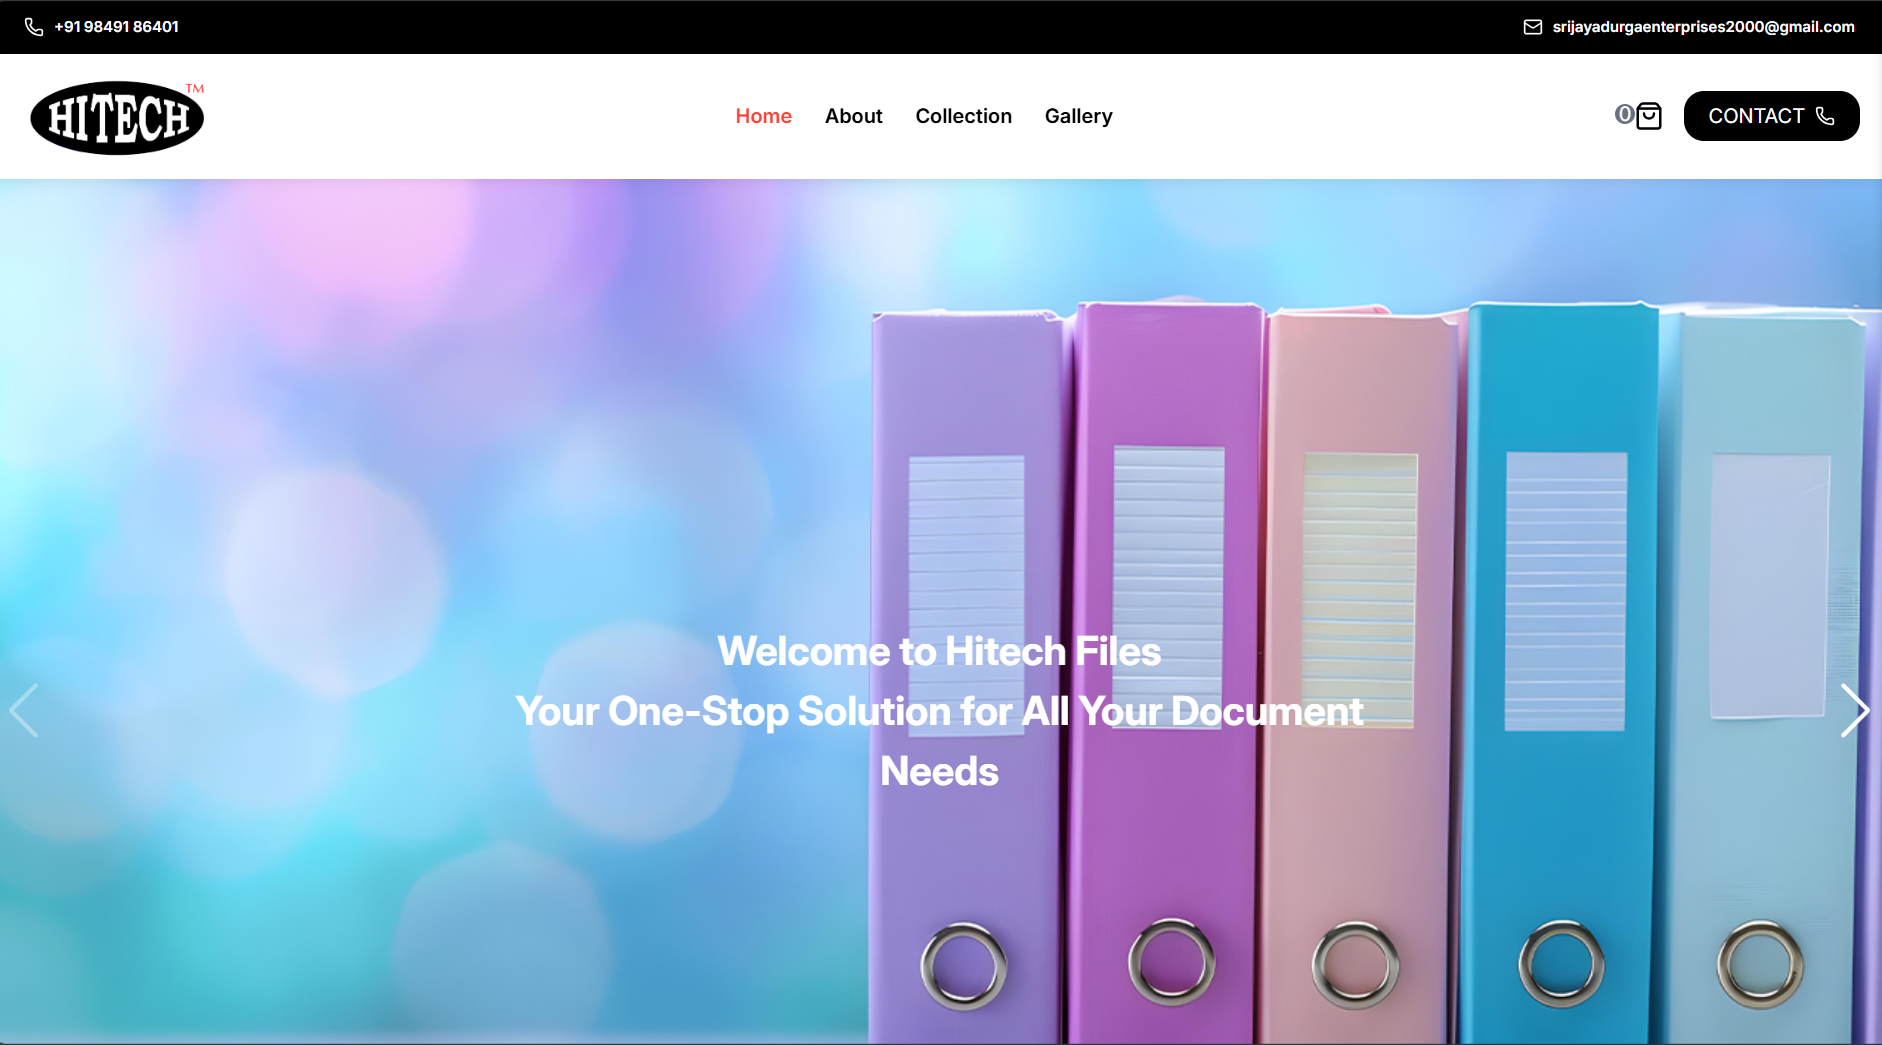 +91 98491 86401
srijayadurgaenterprises2000@gmail.com
HITECH TM
Home
About
Collection
Gallery
0
CONTACT
Welcome to Hitech Files
Your One-Stop Solution for All Your Document
Needs